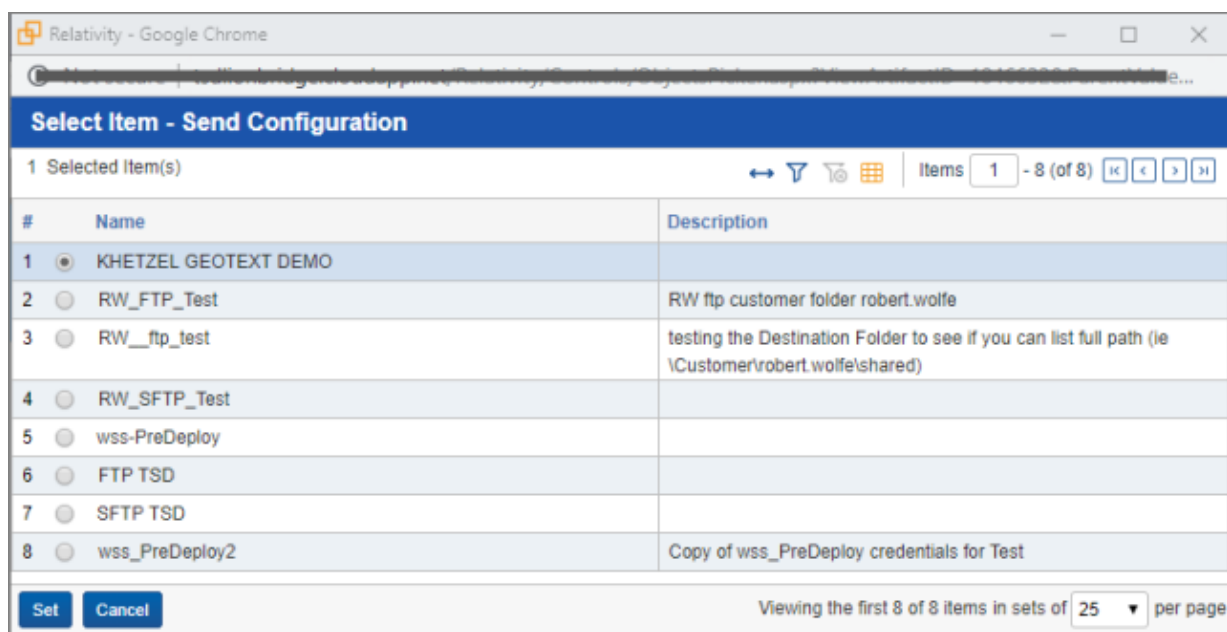 Relativity - Google Chrome
Select Item - Send Configuration
1 Selected Item(s) Items 1 - 8 (of 8)
# Name Description
1 KHETZEL GEOTEXT DEMO
2 RW_FTP_Test RW ftp customer folder robert.wolfe
3 RW__ftp_test testing the Destination Folder to see if you can list full path (ie
\Customer\robert.wolfe\shared)
4 RW_SFTP_Test
5 wss-PreDeploy
6 FTP TSD
7 SFTP TSD
8 wss_PreDeploy2 Copy of wss_PreDeploy credentials for Test
Set Cancel Viewing the first 8 of 8 items in sets of 25 per page